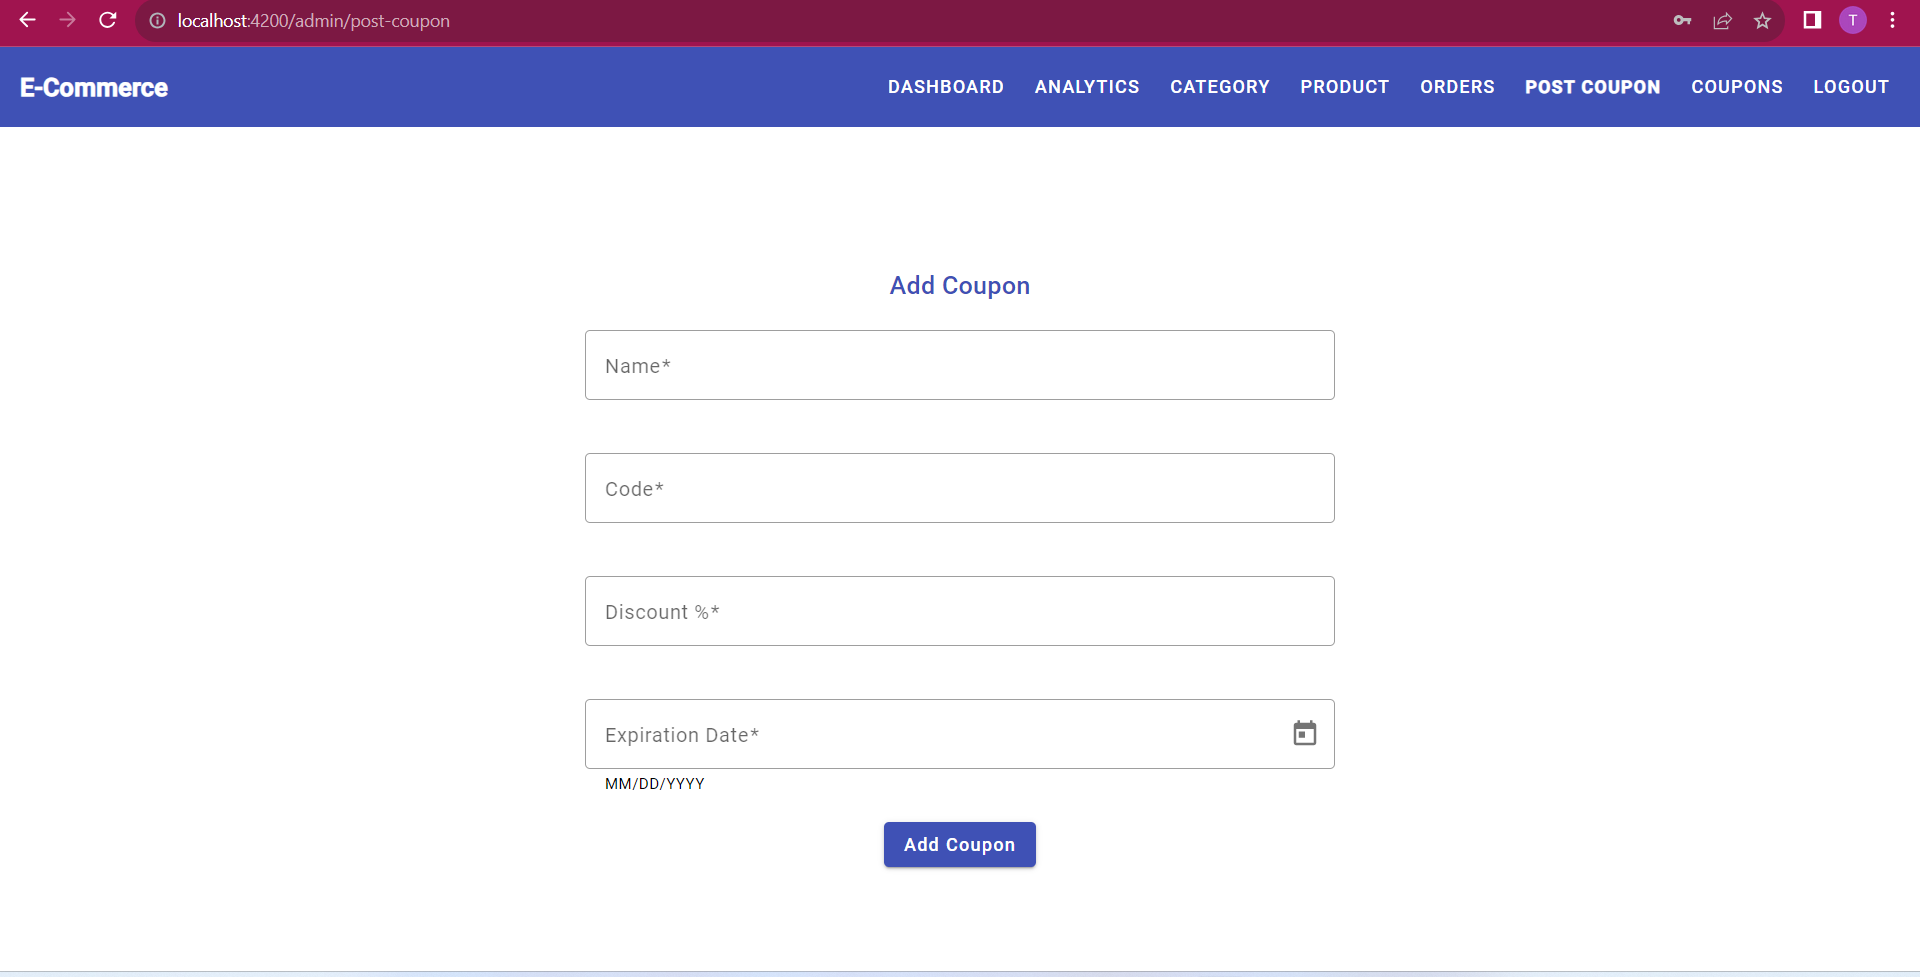 localhost:4200/admin/post-coupon
T
E-Commerce DASHBOARD ANALYTICS CATEGORY PRODUCT ORDERS POST COUPON COUPONS LOGOUT
Add Coupon
Name*
Code*
Discount %*
Expiration Date*
MM/DD/YYYY
Add Coupon